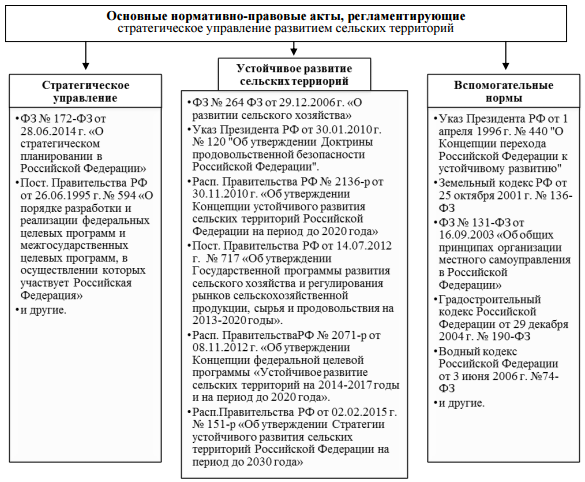 Основные нормативно-правовые акты, регламентирующие
стратегическое управление развитием сельских территорий
Стратегическое
управление
•ФЗ № 172-ФЗ от
28.06.2014 г. «О
стратегическом
планировании в
Российской Федерации»
•Пост. Правительства РФ
от 26.06.1995 г. № 594 «О
порядке разработки и
реализации федеральных
целевых программ и
межгосударственных
целевых программ, в
осуществлении которых
участвует Российская
Федерация»
•и другие.
Устойчивое развитие
сельских терриорий
•ФЗ № 264 ФЗ от 29.12.2006 г. «О
развитии сельского хозяйства»
•Указ Президента РФ от 30.01.2010 г.
№ 120 "Об утверждении Доктрины
продовольственной безопасности
Российской Федерации".
•Расп. Правительства РФ № 2136-р от
30.11.2010 г. «Об утверждении
Концепции устойчивого развития
сельских территорий Российской
Федерации на период до 2020 года»
•Пост. Правительства РФ от 14.07.2012
г. № 717 «Об утверждении
Государственной программы развития
сельского хозяйства и регулирования
рынков сельскохозяйственной
продукции, сырья и продовольствия на
2013-2020 годы».
•Расп. ПравительстваРФ № 2071-р от
08.11.2012 г. «Об утверждении
Концепции федеральной целевой
программы «Устойчивое развитие
сельских территорий на 2014-2017 годы
и на период до 2020 года».
•Расп.Правительства РФ от 02.02.2015 г.
№ 151-р «Об утверждении Стратегии
устойчивого развития сельских
территорий Российской Федерации на
период до 2030 года»
Вспомогательные
нормы
•Указ Президента РФ от 1
апреля 1996 г. № 440 "О
Концепции перехода
Российской Федерации к
устойчивому развитию"
•Земельный кодекс РФ от
25 октября 2001 г. № 136-
ФЗ
•ФЗ № 131-ФЗ от
16.09.2003 «Об общих
принципах организации
местного самоуправления
в Российской
Федерации»
•Градостроительный
кодекс Российской
Федерации от 29 декабря
2004 г. № 190-ФЗ
•Водный кодекс
Российской Федерации
от 3 июня 2006 г. №74-
ФЗ
•и другие.